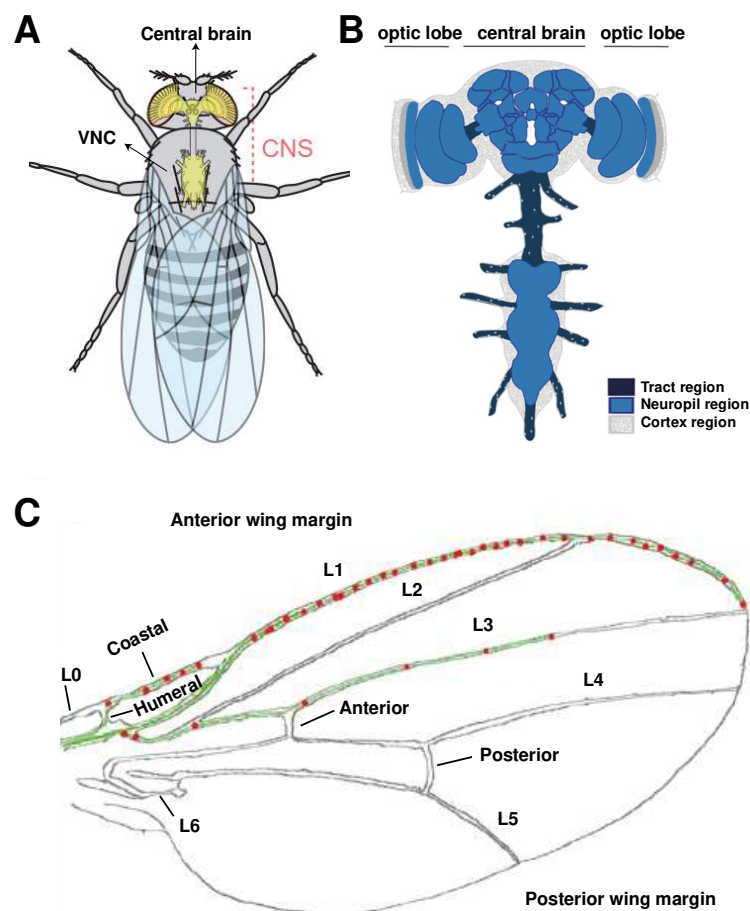 A
Central brain
VNC
CNS
B
optic lobe central brain optic lobe
Tract region
Neuropil region
Cortex region
C
Anterior wing margin
L1
L2
L3
Coastal
L0
Humeral
L4
Anterior
Posterior
L6
L5
Posterior wing margin